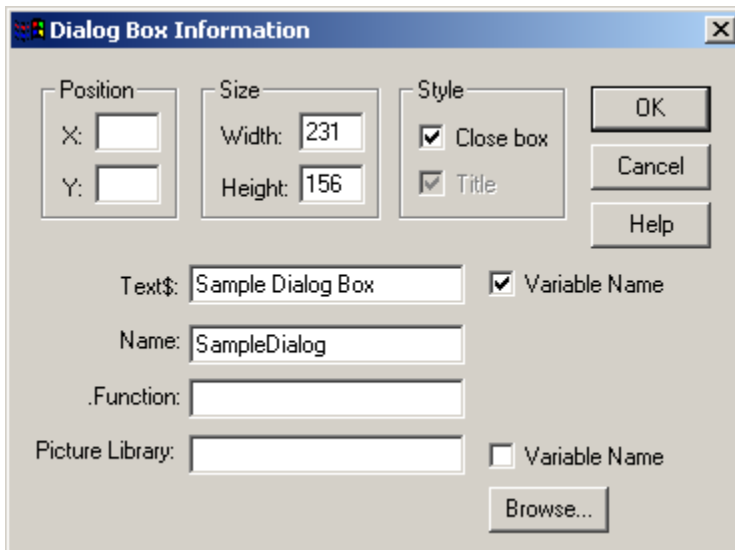 Dialog Box Information
Position
X:
Y:
Size
Width: 231
Height: 156
Style
Close box
Title
OK
Cancel
Help
Text$: Sample Dialog Box
Variable Name
Name: SampleDialog
.Function:
Picture Library:
Variable Name
Browse...